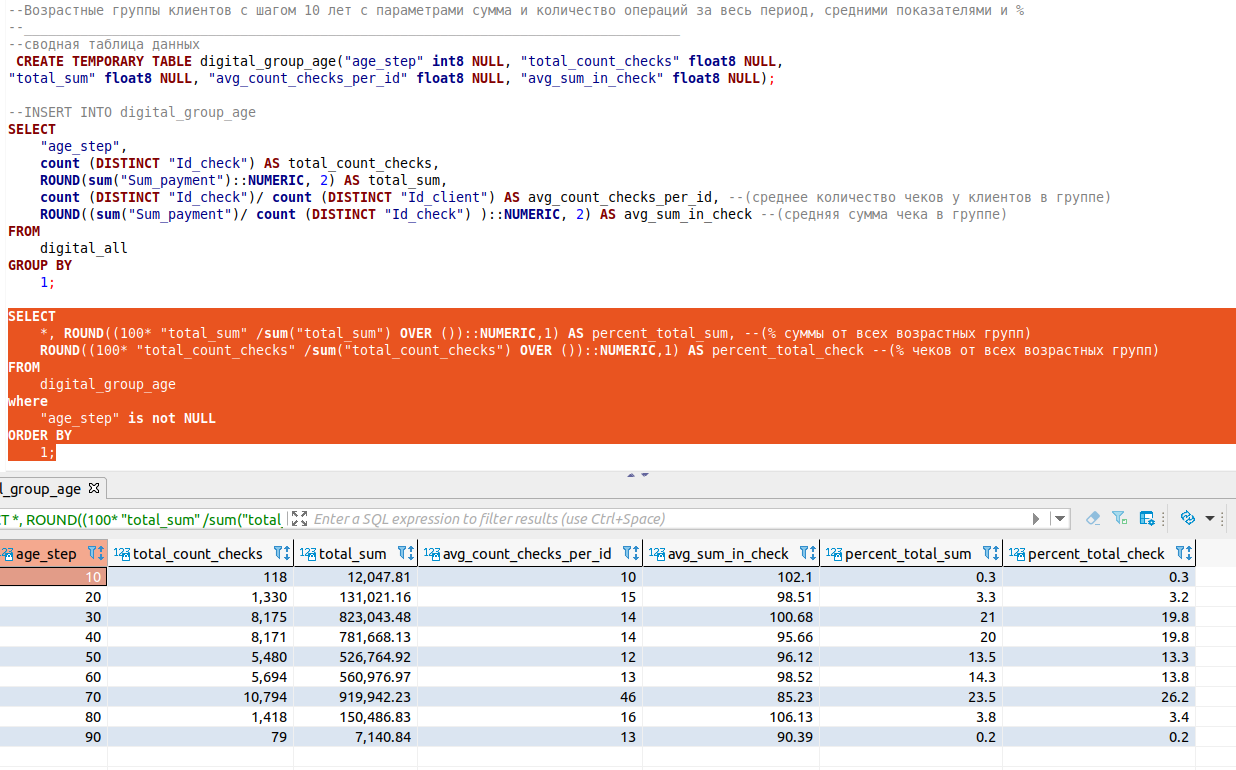 --Возрастные группы клиентов с шагом 10 лет с параметрами сумма и количество операций за весь период, средними показателями и %
--________________________________________________________________________________
--сводная таблица данных
CREATE TEMPORARY TABLE digital_group_age("age_step" int8 NULL, "total_count_checks" float8 NULL,
"total_sum" float8 NULL, "avg_count_checks_per_id" float8 NULL, "avg_sum_in_check" float8 NULL);
--INSERT INTO digital_group_age
SELECT
"age_step",
count (DISTINCT "Id_check") AS total_count_checks,
ROUND(sum("Sum_payment")::NUMERIC, 2) AS total_sum,
count (DISTINCT "Id_check")/ count (DISTINCT "Id_client") AS avg_count_checks_per_id, --(среднее количество чеков у клиентов в группе)
ROUND((sum("Sum_payment")/ count (DISTINCT "Id_check") )::NUMERIC, 2) AS avg_sum_in_check --(средняя сумма чека в группе)
FROM
digital_all
GROUP BY
1;
SELECT
*, ROUND((100* "total_sum" /sum("total_sum") OVER ())::NUMERIC,1) AS percent_total_sum, --(% суммы от всех возрастных групп)
ROUND((100* "total_count_checks" /sum("total_count_checks") OVER ())::NUMERIC,1) AS percent_total_check --(% чеков от всех возрастных групп)
FROM
digital_group_age
where
"age_step" is not NULL
ORDER BY
1;
l_group_age
CT *, ROUND((100* "total_sum" /sum("total_ Enter a SQL expression to filter results (use Ctrl+Space)
123 age_step 123 total_count_checks 123 total_sum 123 avg_count_checks_per_id 123 avg_sum_in_check 123 percent_total_sum 123 percent_total_check
10 118 12,047.81 10 102.1 0.3 0.3
20 1,330 131,021.16 15 98.51 3.3 3.2
30 8,175 823,043.48 14 100.68 21 19.8
40 8,171 781,668.13 14 95.66 20 19.8
50 5,480 526,764.92 12 96.12 13.5 13.3
60 5,694 560,976.97 13 98.52 14.3 13.8
70 10,794 919,942.23 46 85.23 23.5 26.2
80 1,418 150,486.83 16 106.13 3.8 3.4
90 79 7,140.84 13 90.39 0.2 0.2